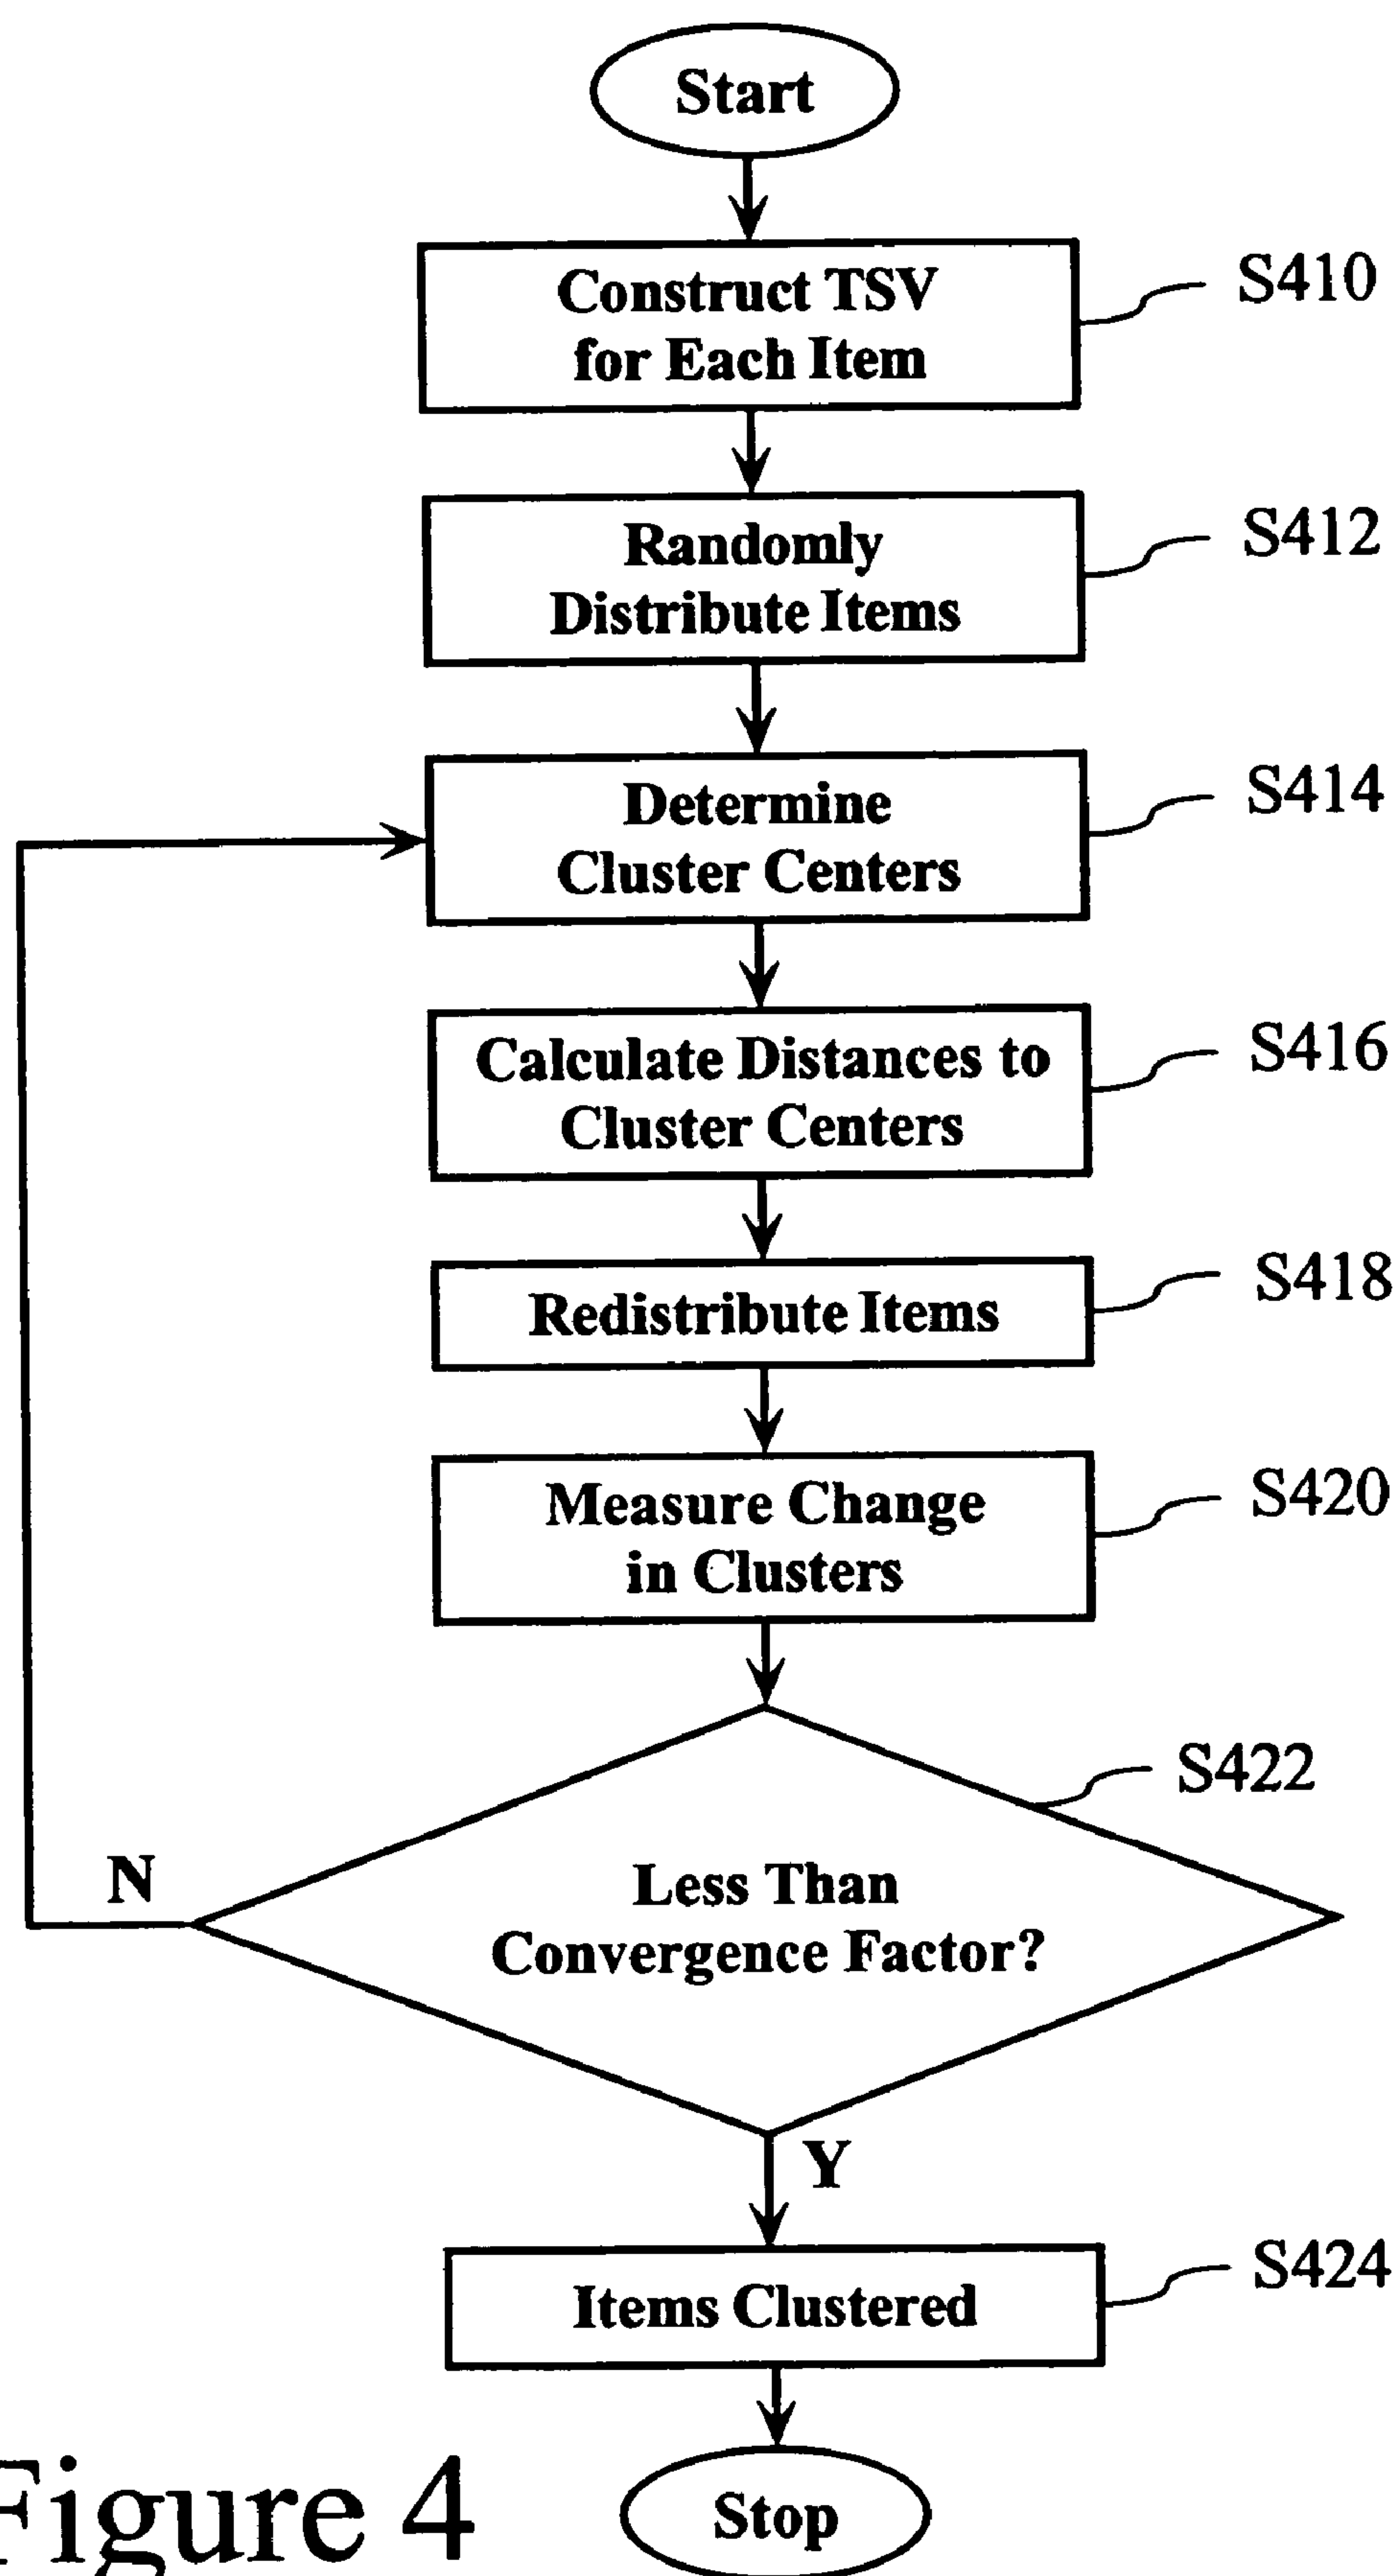 Start
Construct TSV
for Each Item
S410
Randomly
Distribute Items
S412
Determine
Cluster Centers
S414
Calculate Distances to
Cluster Centers
S416
Redistribute Items
S418
Measure Change
in Clusters
S420
S422
Less Than
Convergence Factor?
N
Y
Items Clustered
S424
Stop
Figure 4